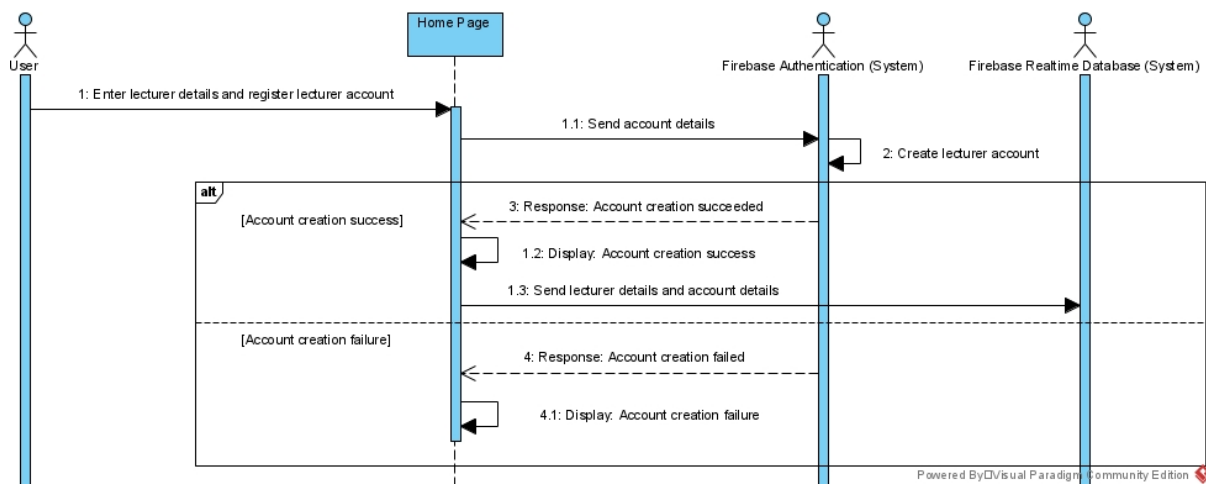 Home Page
User
Firebase Authentication (System)
Firebase Realtime Database (System)
1: Enter lecturer details and register lecturer account
1.1: Send account details
2: Create lecturer account
alt
[Account creation success]
3: Response: Account creation succeeded
1.2: Display: Account creation success
1.3: Send lecturer details and account details
[Account creation failure]
4: Response: Account creation failed
4.1: Display: Account creation failure
Powered By□Visual Paradigm Community Edition